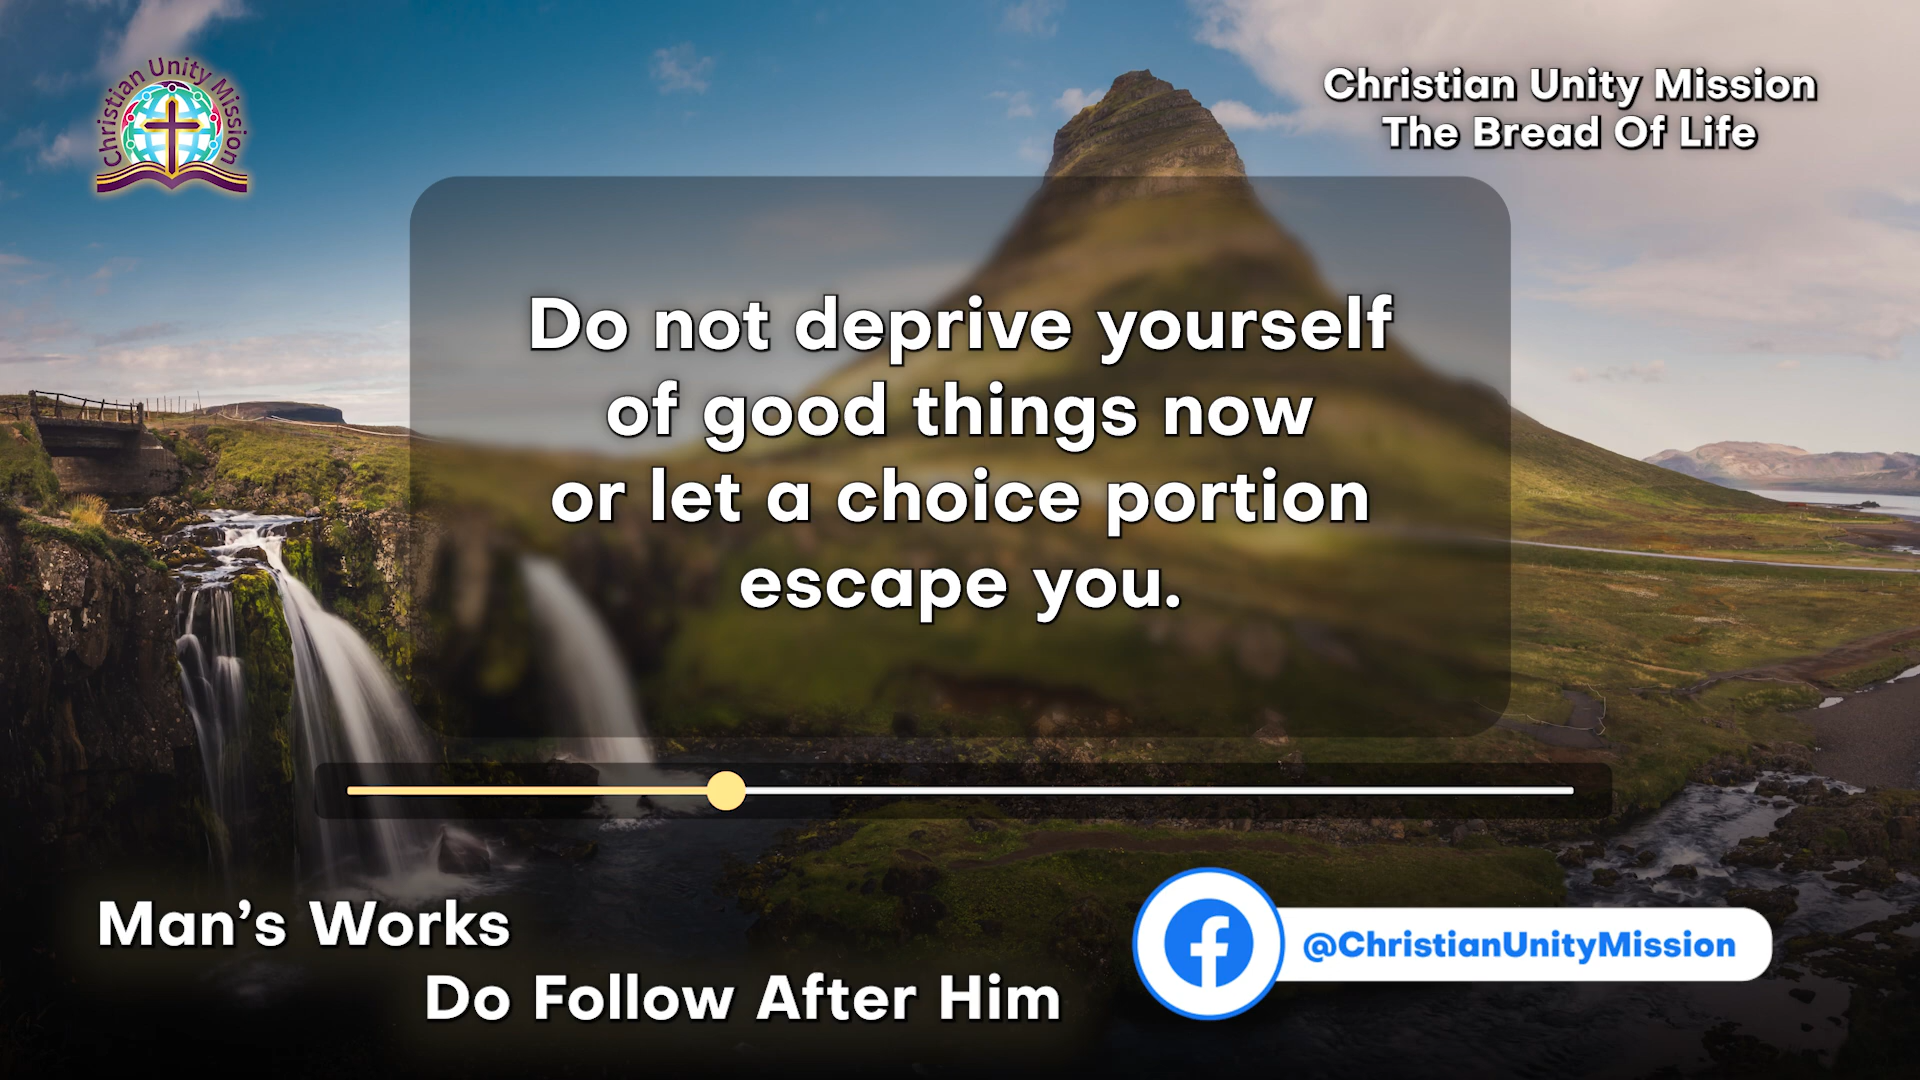 Christian Unity Mission
Christian Unity Mission
The Bread Of Life
Do not deprive yourself
of good things now
or let a choice portion
escape you.
Man’s Works
Do Follow After Him
@ChristianUnityMission